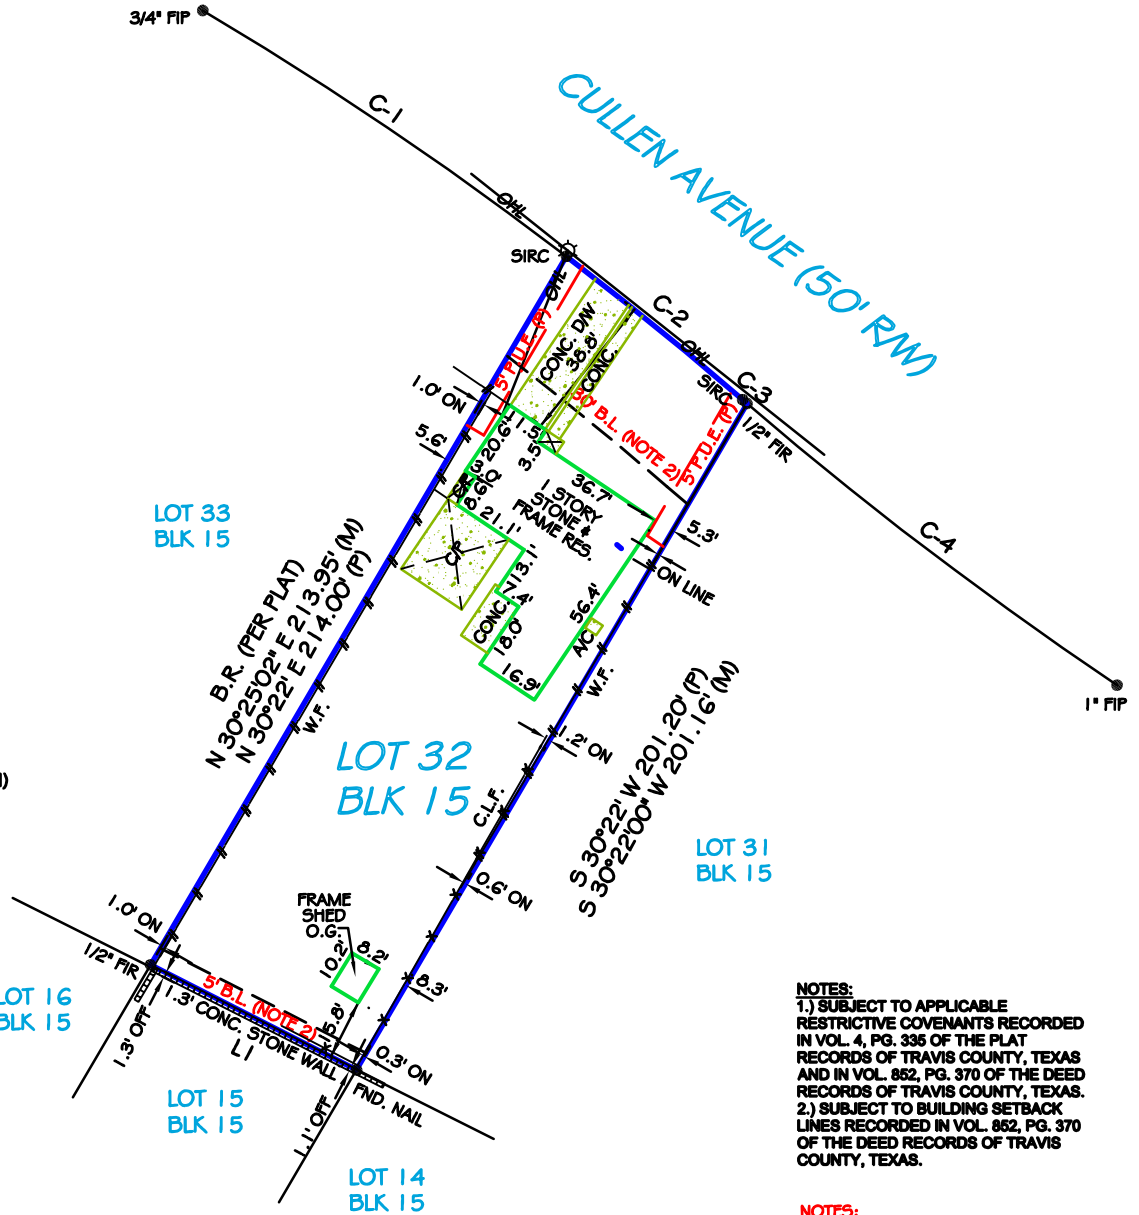 3/4" FIP
C-1
CULLEN AVENUE (50' R/W)
OHL
SIRC
OHL
C-2
OHL
SIRC
C-3
1/2" FIR
C-4
1" FIP
5' P.U.E. (P)
CONC. D/W
38.8'
CONC.
30' B.L. (NOTE 2)
5' P.U.E. (P)
1.0' ON
5.6'
20.6'
1.5'
3.5'
8.6'
21.1'
36.7'
1 STORY
STONE &
FRAME RES.
5.3'
ON LINE
13.1'
7.4'
CONC.
18.0'
16.9'
56.4'
A/C
W.F.
LOT 33
BLK 15
B.R. (PER PLAT)
N 30°25'02" E 213.95' (M)
N 30°22' E 214.00' (P)
W.F.
LOT 32
BLK 15
1.2' ON
C.L.F.
S 30°22' W 201.20' (P)
S 30°22'00" W 201.16' (M)
LOT 31
BLK 15
0.6' ON
FRAME
SHED
O.G.
10.2'
8.2'
8.3'
15.8'
1.0' ON
1/2" FIR
LOT 16
BLK 15
5' B.L. (NOTE 2)
1.3' CONC. STONE WALL
L1
1.3' OFF
0.3' ON
FND. NAIL
1.1' OFF
LOT 15
BLK 15
LOT 14
BLK 15
NOTES:
1.) SUBJECT TO APPLICABLE
RESTRICTIVE COVENANTS RECORDED
IN VOL. 4, PG. 335 OF THE PLAT
RECORDS OF TRAVIS COUNTY, TEXAS
AND IN VOL. 852, PG. 370 OF THE DEED
RECORDS OF TRAVIS COUNTY, TEXAS.
2.) SUBJECT TO BUILDING SETBACK
LINES RECORDED IN VOL. 852, PG. 370
OF THE DEED RECORDS OF TRAVIS
COUNTY, TEXAS.
NOTES: